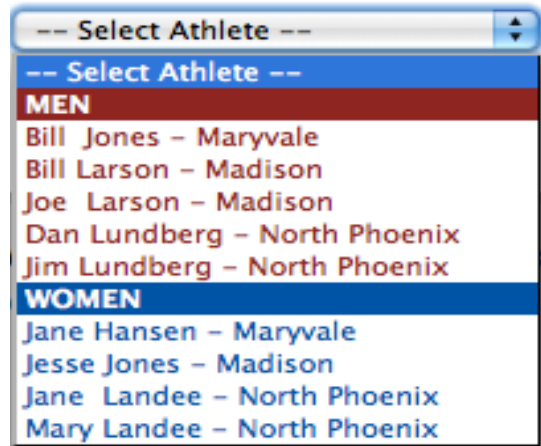 -- Select Athlete --
-- Select Athlete --
MEN
Bill  Jones – Maryvale
Bill Larson – Madison
Joe  Larson – Madison
Dan Lundberg – North Phoenix
Jim Lundberg – North Phoenix
WOMEN
Jane Hansen – Maryvale
Jesse Jones – Madison
Jane  Landee – North Phoenix
Mary Landee – North Phoenix